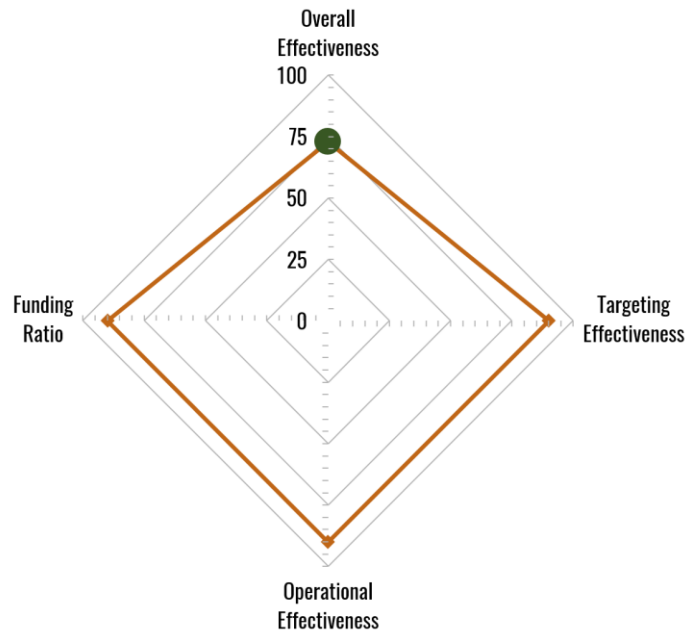 Overall
Effectiveness
100
75
50
25
0
Funding
Ratio
Targeting
Effectiveness
Operational
Effectiveness